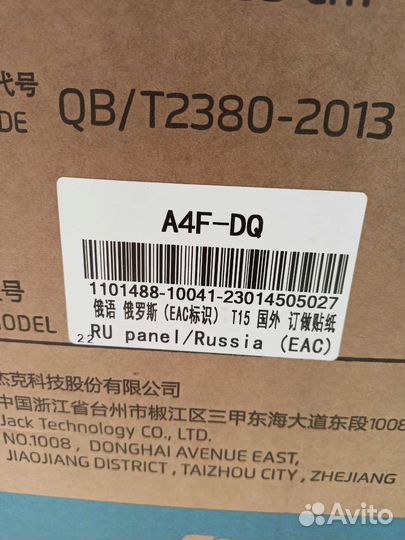 代号
QB/T2380-2013
A4F-DQ
1101488-10041-23014505027
俄语 俄罗斯 (EAC标识) T15 国外 订做贴纸
RU panel/Russia (EAC)
22
号
MODEL
杰克科技股份有限公司
中国浙江省台州市椒江区三甲东海大道东段1008
Jack Technology CO., LTD.
NO.1008, DONGHAI AVENUE EAST,
JIAOJIANG DISTRICT, TAIZHOU CITY, ZHEJIANG
Avito